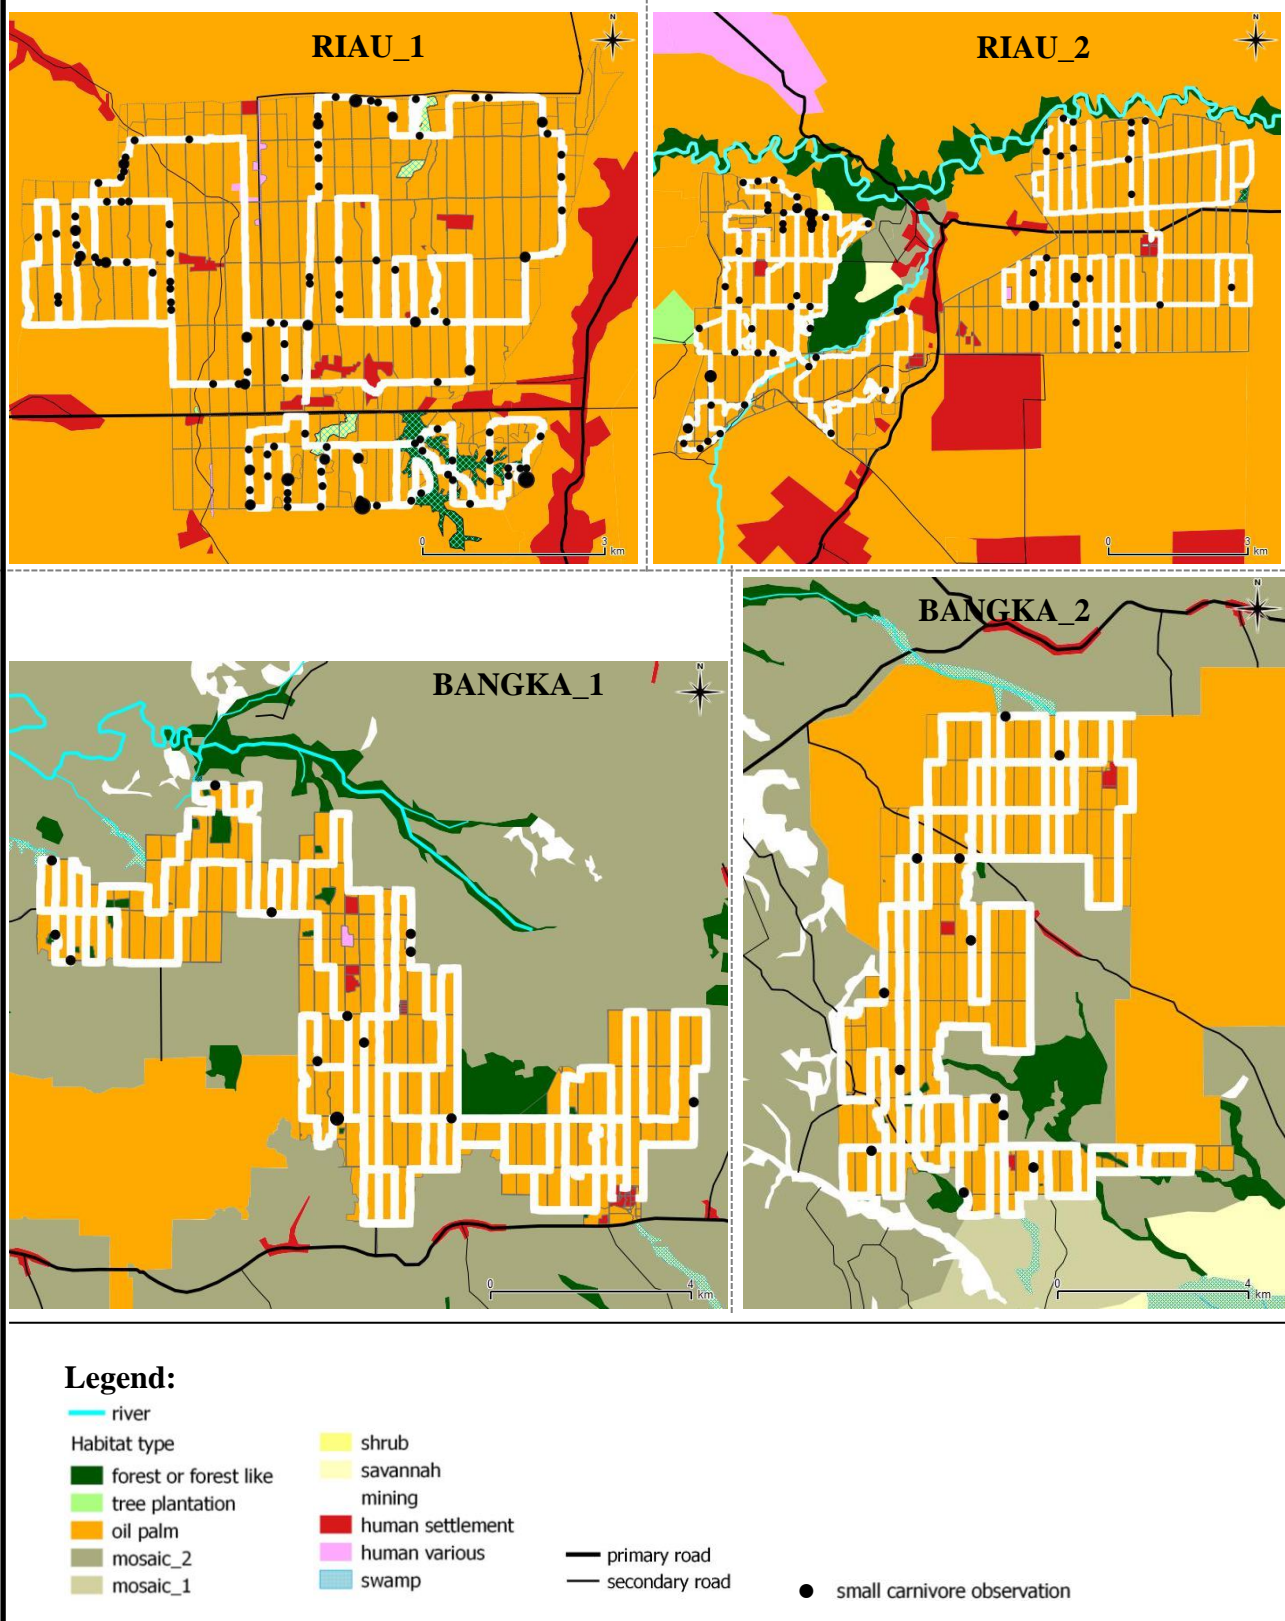 RIAU_1
N
0 3
km
RIAU_2
N
0 3
km
BANGKA_1
N
0 4
km
BANGKA_2
N
0 4
km
Legend:
river
Habitat type
forest or forest like
tree plantation
oil palm
mosaic_2
mosaic_1
shrub
savannah
mining
human settlement
human various
swamp
primary road
secondary road
small carnivore observation